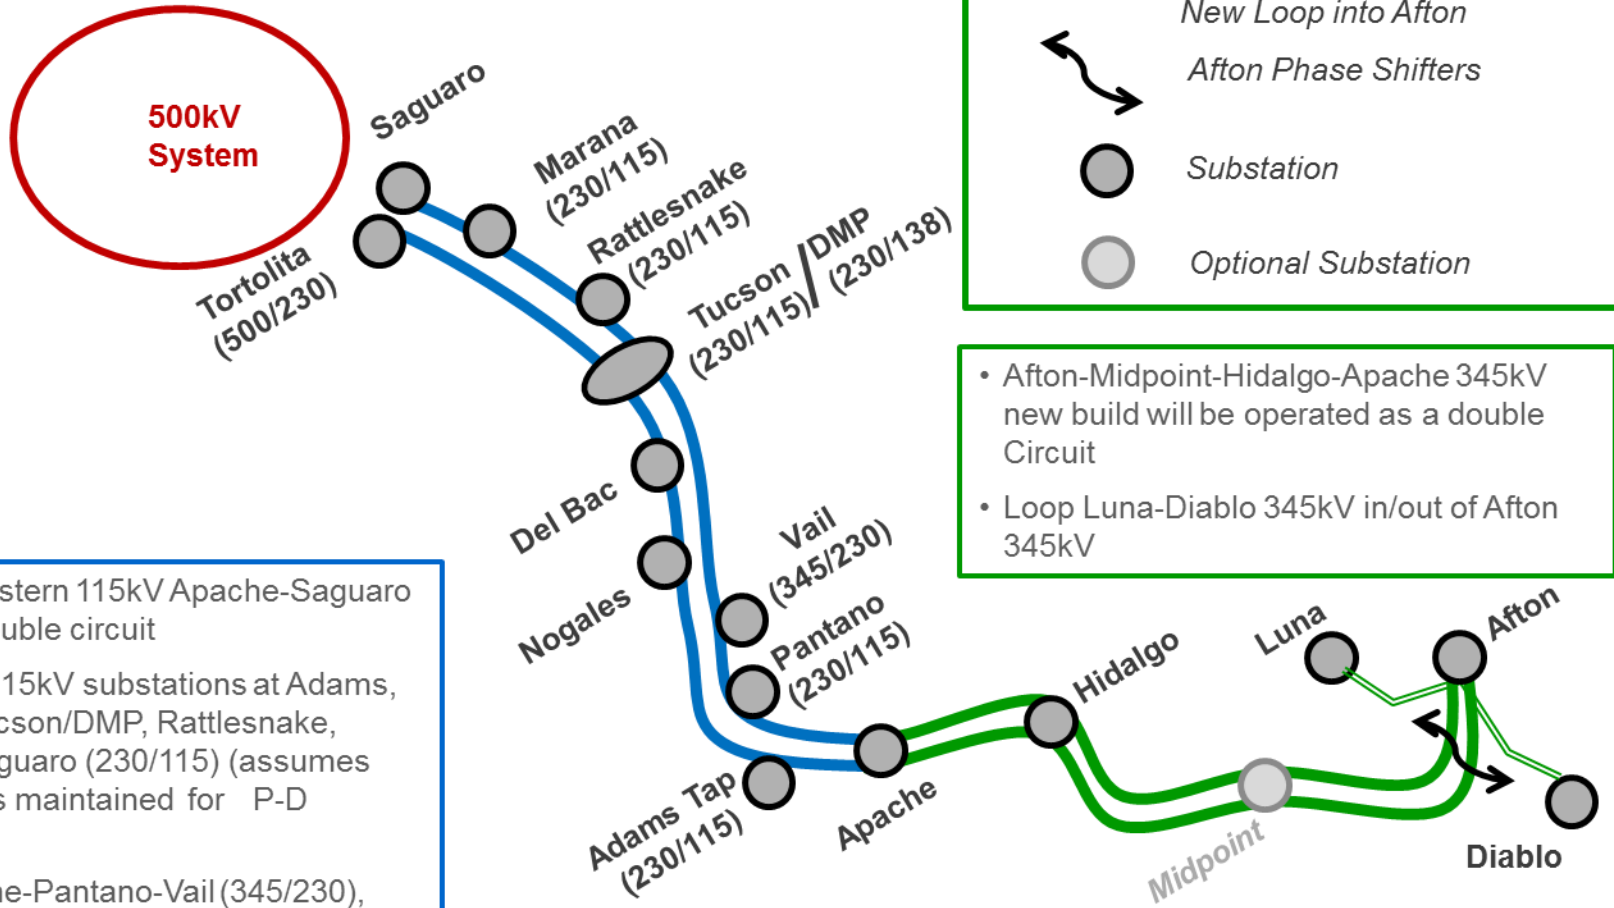 New Loop into Afton
Afton Phase Shifters
Substation
Optional Substation
500kV
System
Saguaro
Marana
(230/115)
Rattlesnake
(230/115)
Tucson / DMP
(230/115) (230/138)
Tortolita
(500/230)
• Afton-Midpoint-Hidalgo-Apache 345kV
new build will be operated as a double
Circuit
• Loop Luna-Diablo 345kV in/out of Afton
345kV
Del Bac
Vail
(345/230)
Nogales
Pantano
(230/115)
stern 115kV Apache-Saguaro
uble circuit
15kV substations at Adams,
cson/DMP, Rattlesnake,
guaro (230/115) (assumes
s maintained for P-D
ne-Pantano-Vail (345/230),
Adams Tap
(230/115)
Apache
Hidalgo
Midpoint
Luna
Afton
Diablo